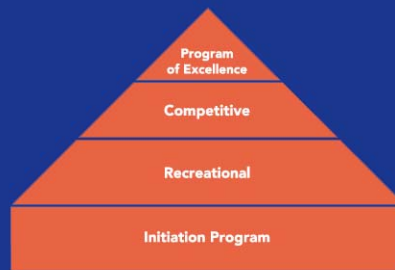 Program
of Excellence
Competitive
Recreational
Initiation Program